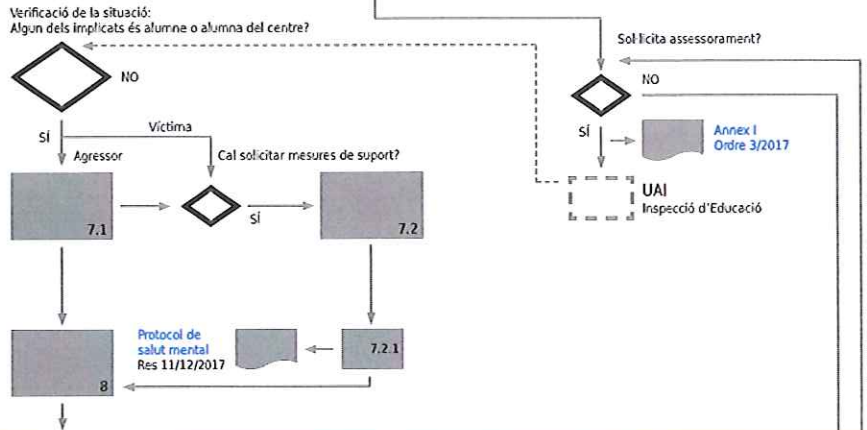 Verificació de la situació:
Algun dels implicats és alumne o alumna del centre?
NO
SÍ
Víctima
Agressor
Cal solicitar mesures de suport?
7.1
SÍ
7.2
Protocol de
salut mental
Res 11/12/2017
7.2.1
8
Sol·licita assessorament?
NO
SÍ
Annex I
Ordre 3/2017
UAI
Inspecció d'Educació